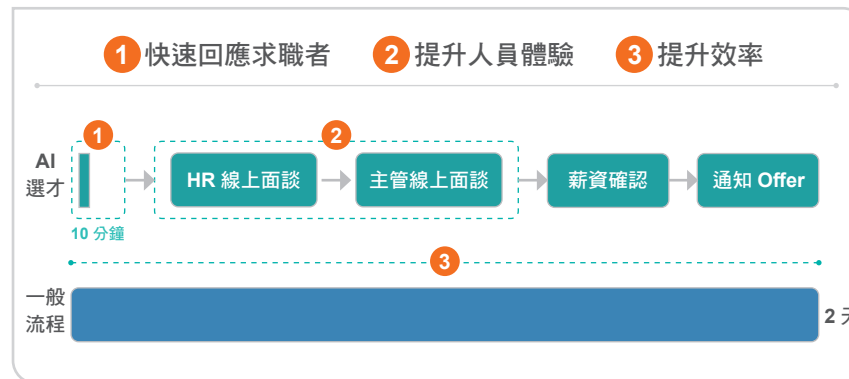 1 快速回應求職者 2 提升人員體驗 3 提升效率
1
2
AI
選才
HR 線上面談
主管線上面談
薪資確認
通知 Offer
10 分鐘
3
一般
流程
2 天